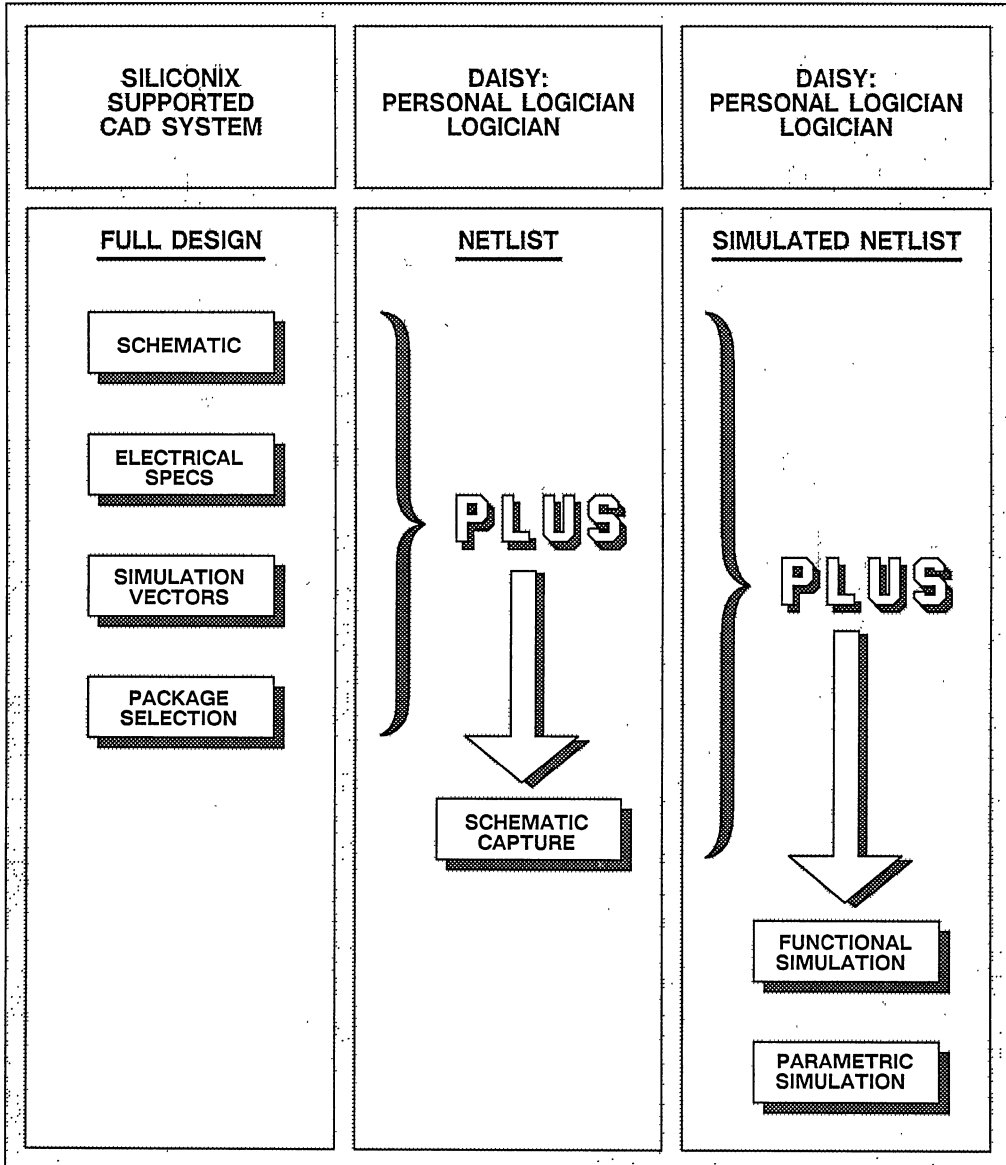 SILICONIX
SUPPORTED
CAD SYSTEM
DAISY:
PERSONAL LOGICIAN
LOGICIAN
DAISY:
PERSONAL LOGICIAN
LOGICIAN
FULL DESIGN
SCHEMATIC
ELECTRICAL
SPECS
SIMULATION
VECTORS
PACKAGE
SELECTION
NETLIST
PLUS
SCHEMATIC
CAPTURE
SIMULATED NETLIST
PLUS
FUNCTIONAL
SIMULATION
PARAMETRIC
SIMULATION